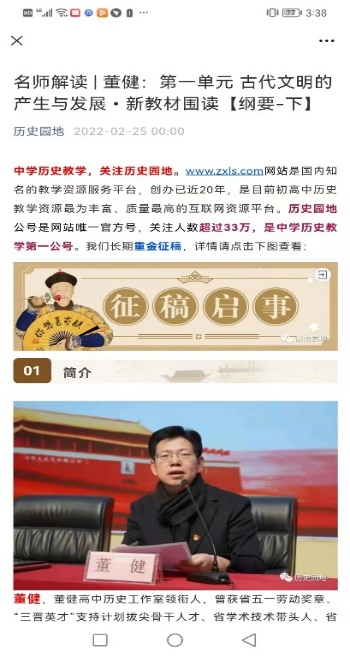 3:38
名师解读 | 董健：第一单元 古代文明的
产生与发展·新教材围读【纲要-下】
历史园地 2022-02-25 00:00
中学历史教学，关注历史园地。www.zxls.com网站是国内知
名的教学资源服务平台，创办已近20年，是目前初高中历史
教学资源最为丰富、质量最高的互联网资源平台。历史园地
公号是网站唯一官方号，关注人数超过33万，是中学历史教
学第一公号。我们长期重金征稿，详情请点击下图查看：
征稿启事
历史园地
01 简介
董 健
历史园地
董健，董健高中历史工作室领衔人，曾获省五一劳动奖章、
“三晋英才”支持计划拔尖骨干人才、省学术技术带头人、省